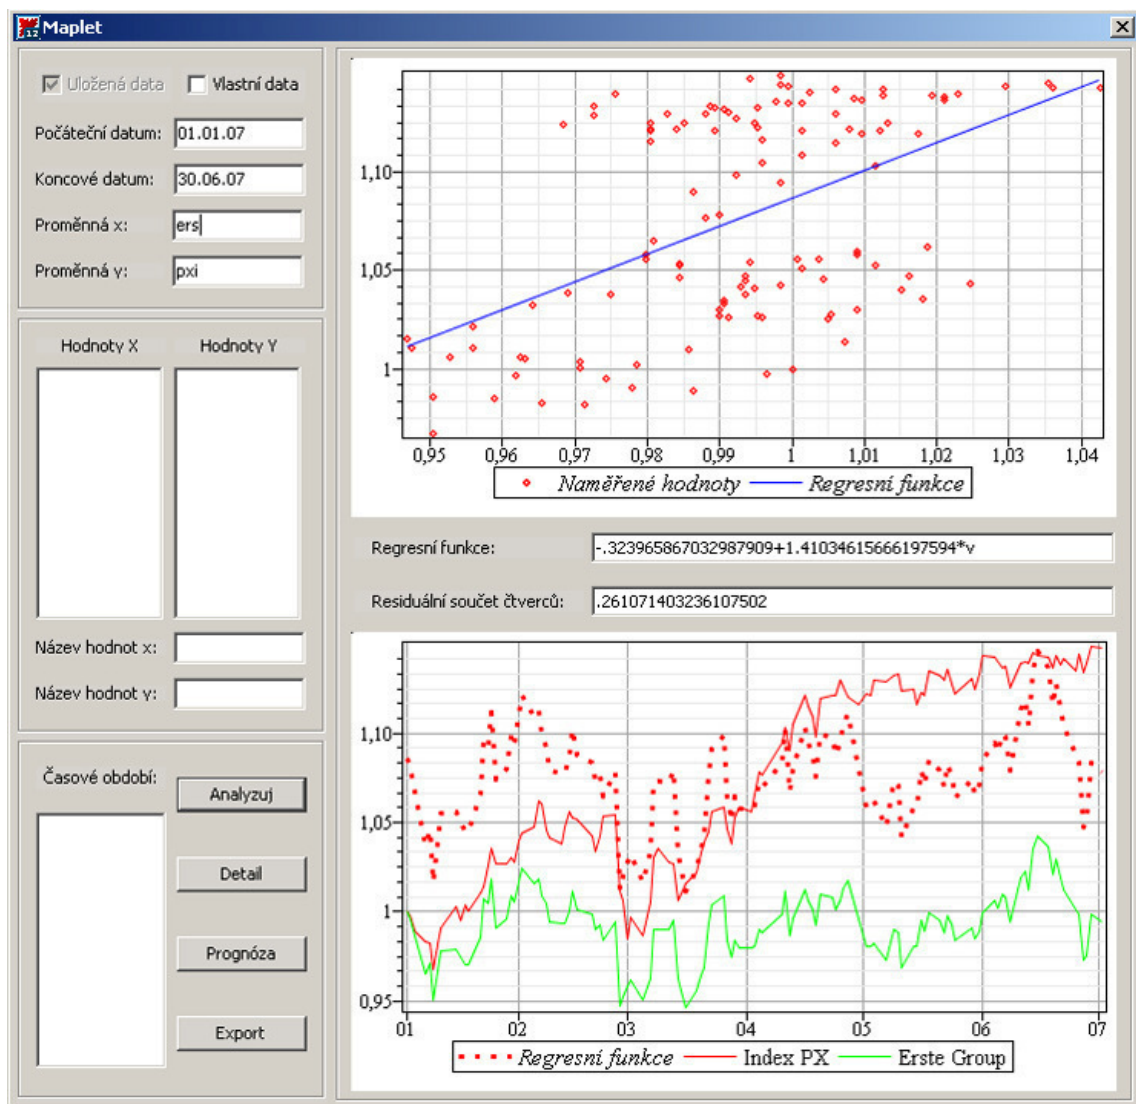 Maplet
Uložená data
Vlastní data
Počáteční datum:
01.01.07
Koncové datum:
30.06.07
Proměnná x:
ers
Proměnná y:
pxi
Hodnoty X
Hodnoty Y
Název hodnot x:
Název hodnot y:
Časové období:
Analyzuj
Detail
Prognóza
Export
1,10
1,05
1
0,95 0,96 0,97 0,98 0,99 1 1,01 1,02 1,03 1,04
Naměřené hodnoty Regresní funkce
Regresní funkce:
-.323965867032987909+1.41034615666197594*v
Residuální součet čtverců:
.261071403236107502
1,10
1,05
1
0,95
01 02 03 04 05 06 07
Regresní funkce Index PX Erste Group